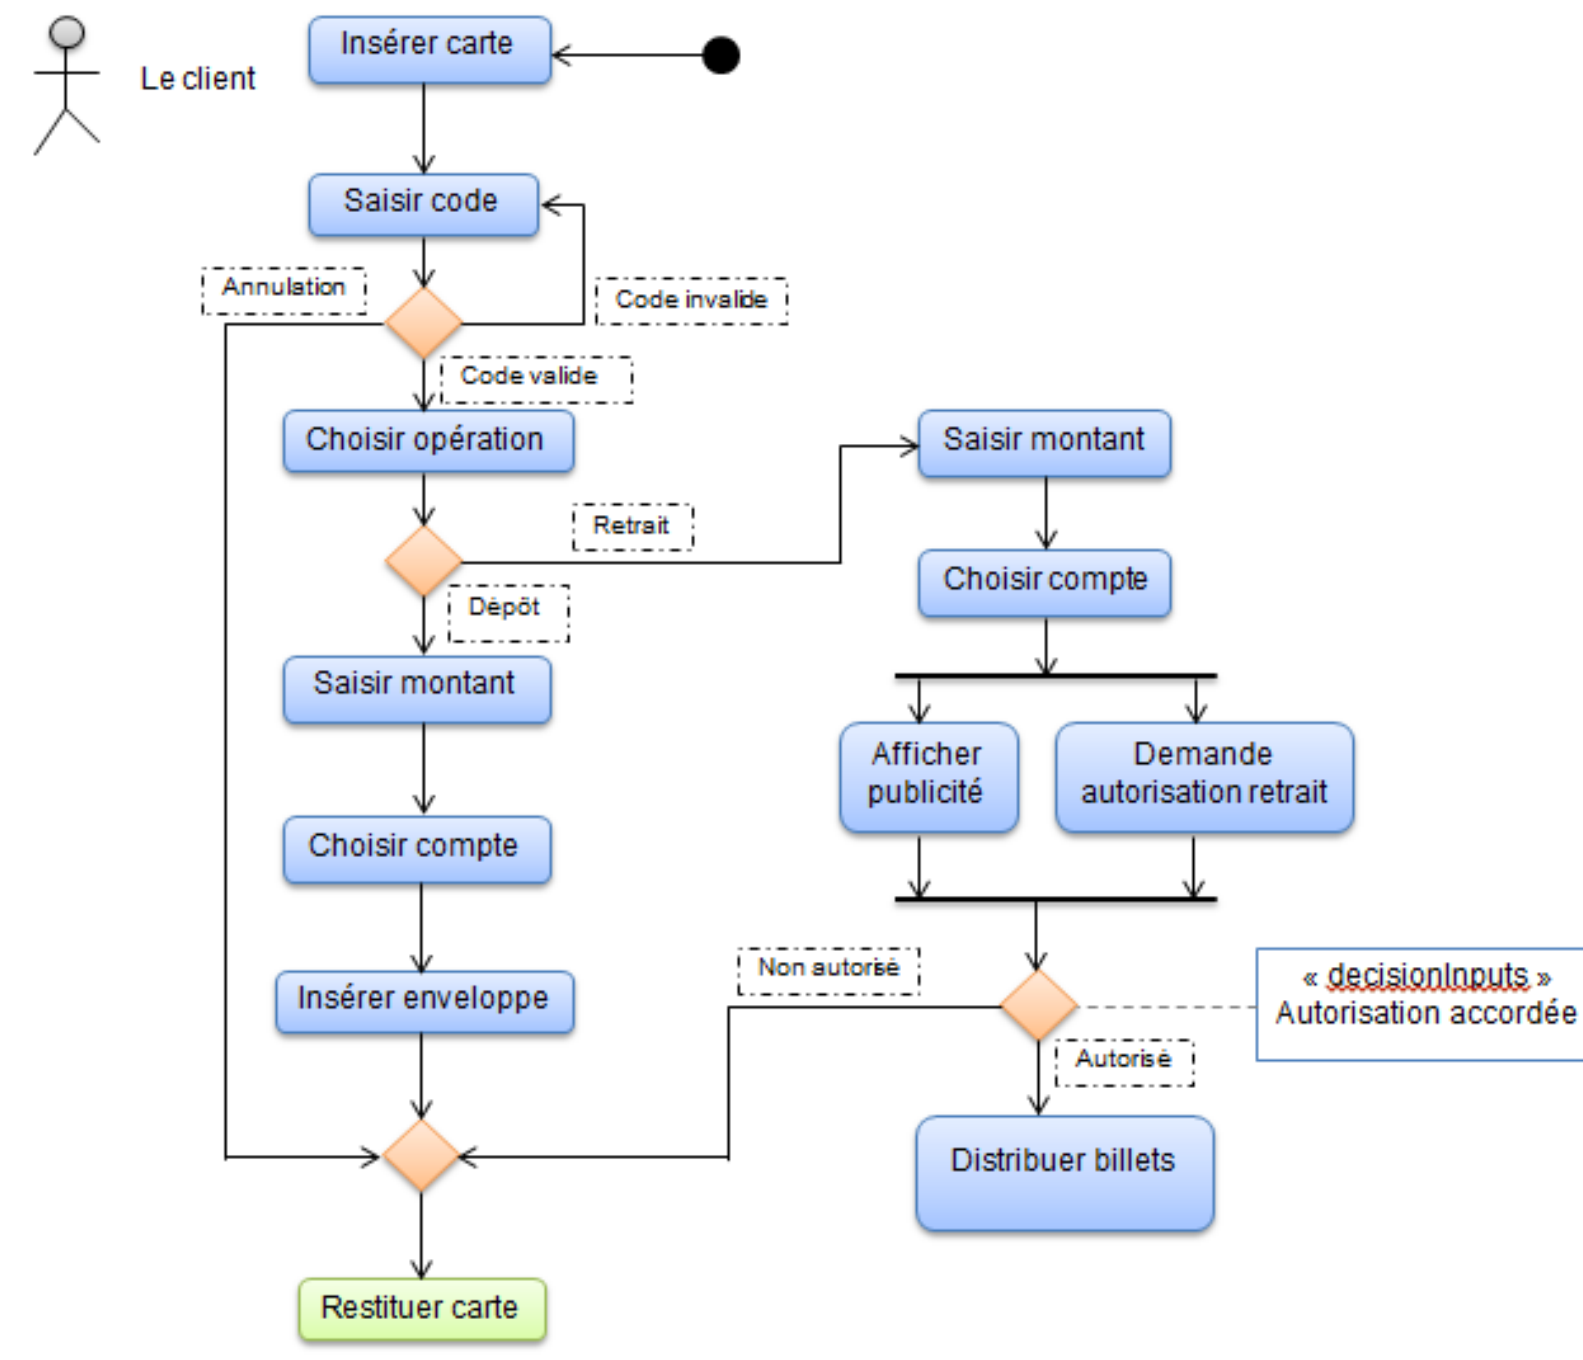 Insérer carte
Le client
Saisir code
Annulation
Code invalide
Code valide
Choisir opération
Saisir montant
Retrait
Choisir compte
Dépôt
Saisir montant
Afficher
publicité
Demande
autorisation retrait
Choisir compte
Non autorisé
« decisionInputs »
Autorisation accordée
Insérer enveloppe
Autorisé
Distribuer billets
Restituer carte